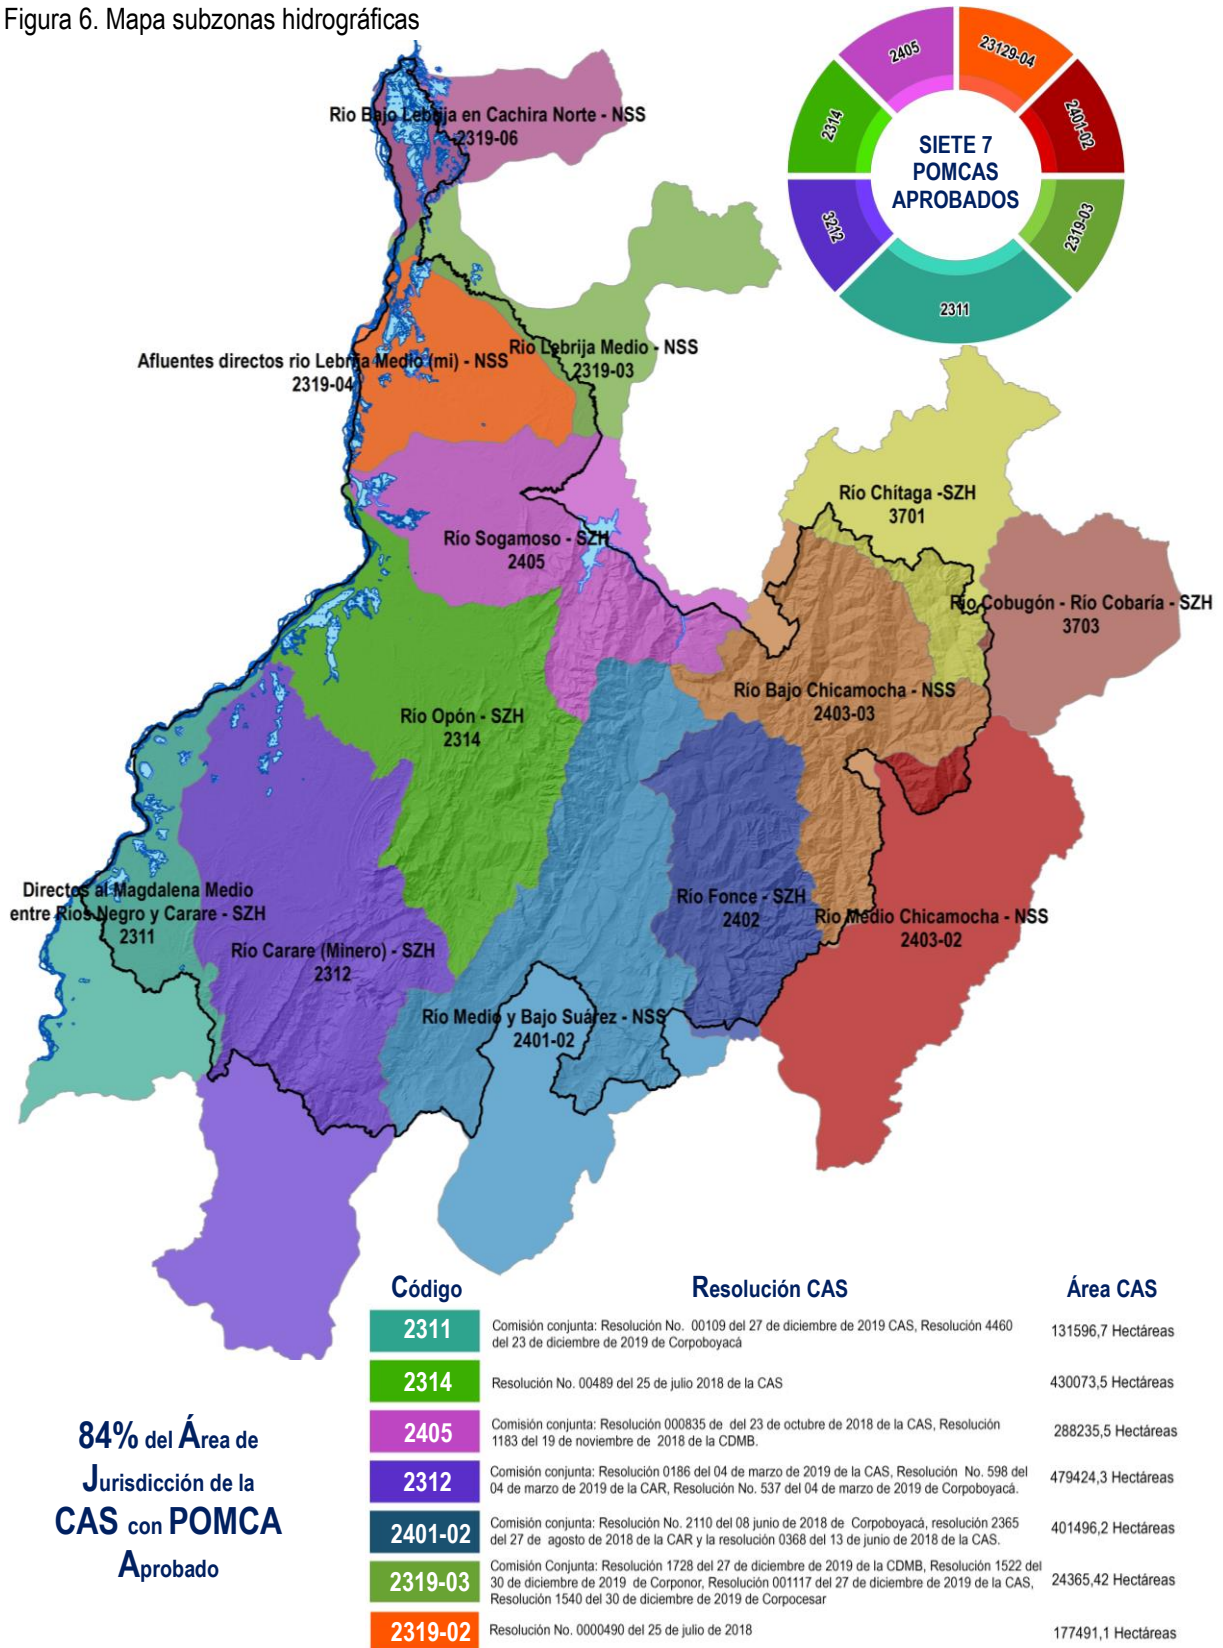 Figura 6. Mapa subzonas hidrográficas
2405
23129-04
2314
2401-02
SIETE 7
POMCAS
APROBADOS
3212
2319-03
2311
Rio Bajo Lebrija en Cachira Norte - NSS
2319-06
Afluentes directos rio Lebrija Medio (mi) - NSS
2319-04
Rio Lebrija Medio - NSS
2319-03
Río Chítaga -SZH
3701
Río Sogamoso - SZH
2405
Río Cobugón - Río Cobaría - SZH
3703
Río Bajo Chicamocha - NSS
2403-03
Río Opón - SZH
2314
Directos al Magdalena Medio
entre Ríos Negro y Carare - SZH
2311
Río Fonce - SZH
2402
Río Medio Chicamocha - NSS
2403-02
Río Carare (Minero) - SZH
2312
Río Medio y Bajo Suárez - NSS
2401-02
Código
Resolución CAS
Área CAS
2311
Comisión conjunta: Resolución No. 00109 del 27 de diciembre de 2019 CAS, Resolución 4460
del 23 de diciembre de 2019 de Corpoboyacá
131596,7 Hectáreas
2314
Resolución No. 00489 del 25 de julio 2018 de la CAS
430073,5 Hectáreas
2405
Comisión conjunta: Resolución 000835 de del 23 de octubre de 2018 de la CAS, Resolución
1183 del 19 de noviembre de 2018 de la CDMB.
288235,5 Hectáreas
2312
Comisión conjunta: Resolución 0186 del 04 de marzo de 2019 de la CAS, Resolución No. 598 del
04 de marzo de 2019 de la CAR, Resolución No. 537 del 04 de marzo de 2019 de Corpoboyacá.
479424,3 Hectáreas
2401-02
Comisión conjunta: Resolución No. 2110 del 08 junio de 2018 de Corpoboyacá, resolución 2365
del 27 de agosto de 2018 de la CAR y la resolución 0368 del 13 de junio de 2018 de la CAS.
401496,2 Hectáreas
2319-03
Comisión Conjunta: Resolución 1728 del 27 de diciembre de 2019 de la CDMB, Resolución 1522 del
30 de diciembre de 2019 de Corponor, Resolución 001117 del 27 de diciembre de 2019 de la CAS,
Resolución 1540 del 30 de diciembre de 2019 de Corpocesar
24365,42 Hectáreas
2319-02
Resolución No. 0000490 del 25 de julio de 2018
177491,1 Hectáreas
84% del Área de
Jurisdicción de la
CAS con POMCA
Aprobado